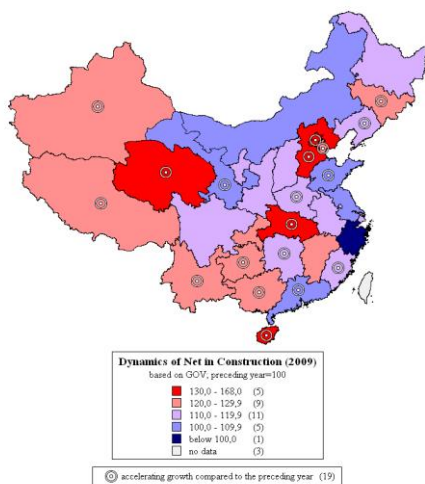 Dynamics of Net in Construction (2009)
based on GOV; preceding year=100
130,0 - 168,0 (5)
120,0 - 129,9 (9)
110,0 - 119,9 (11)
100,0 - 109,9 (5)
below 100,0 (1)
no data (3)
accelerating growth compared to the preceding year (19)